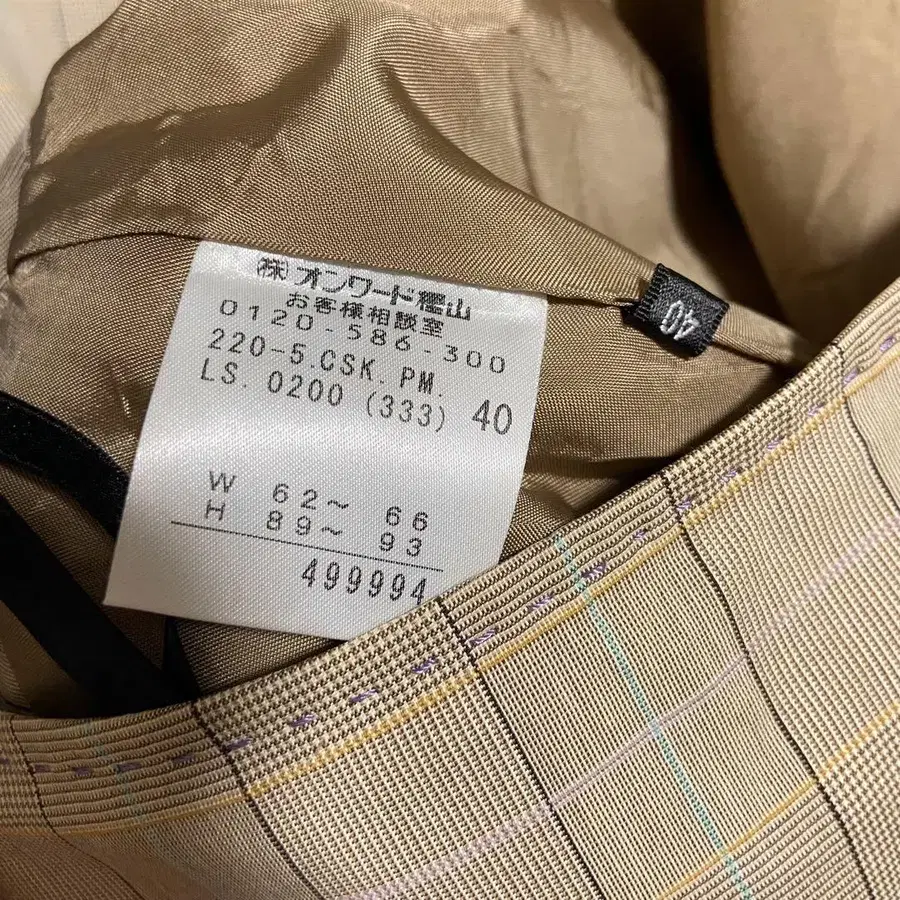 ㈱オンワード樫山
お客様相談室
0120-586-300
220-5.CSK.PM.
LS.0200(333) 40
W 62～ 66
H 89～ 93
499994
40